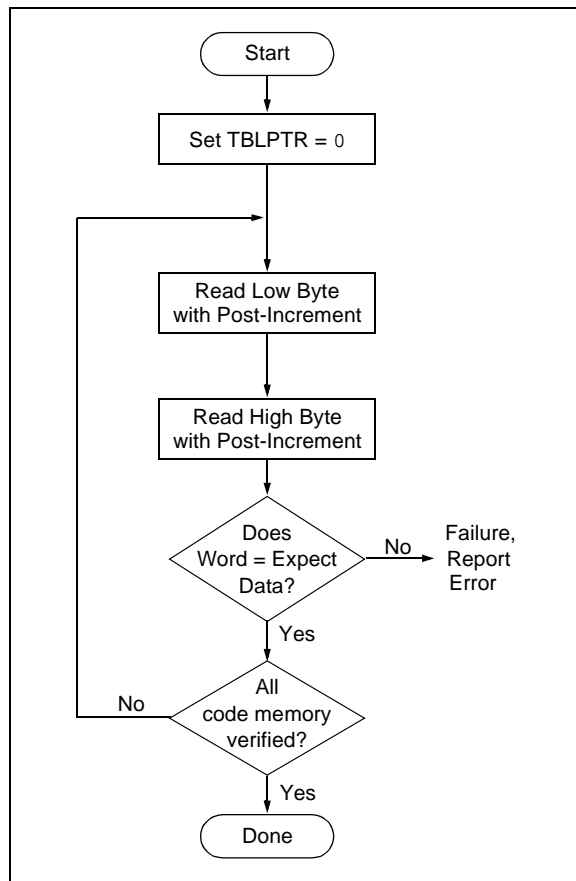 Start
Set TBLPTR = 0
Read Low Byte
with Post-Increment
Read High Byte
with Post-Increment
Does
Word = Expect
Data?
No
Failure,
Report
Error
Yes
All
code memory
verified?
No
Yes
Done